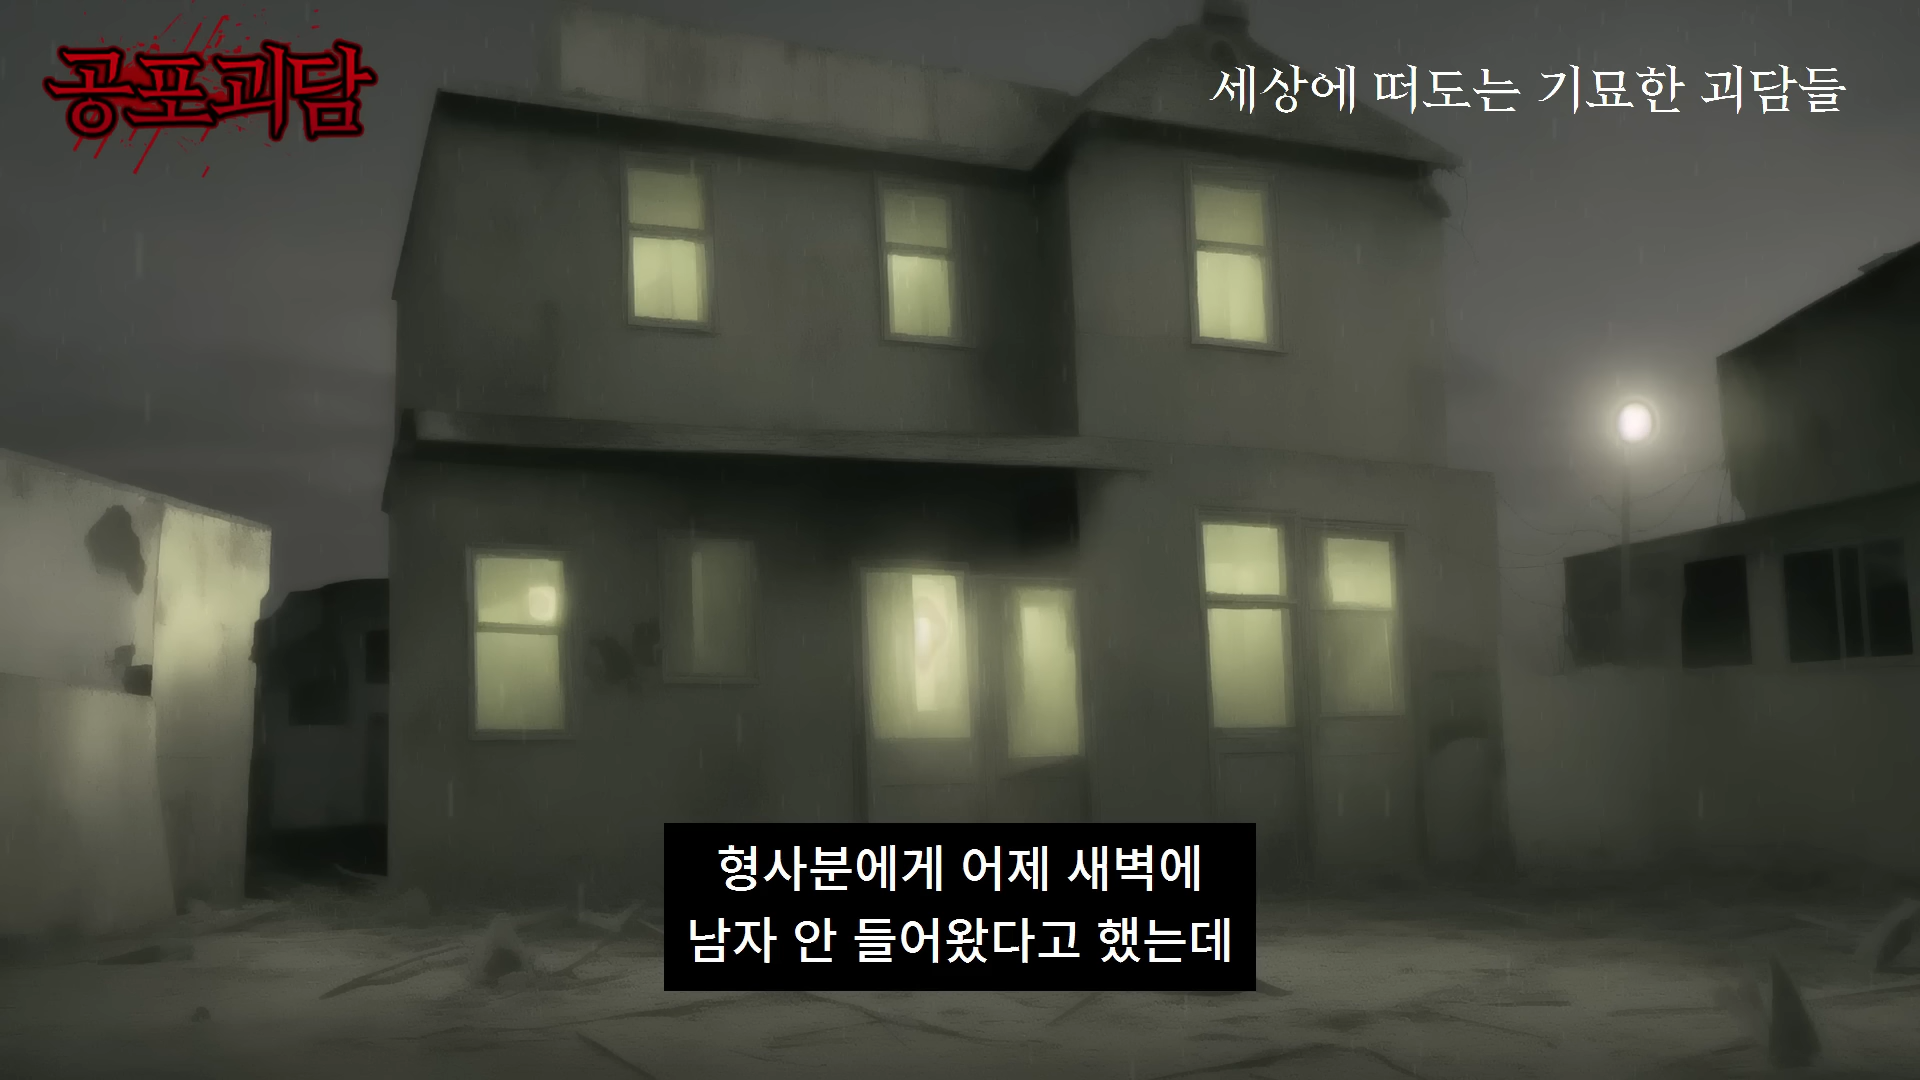 공포괴담
세상에 떠도는 기묘한 괴담들
형사분에게 어제 새벽에
남자 안 들어왔다고 했는데